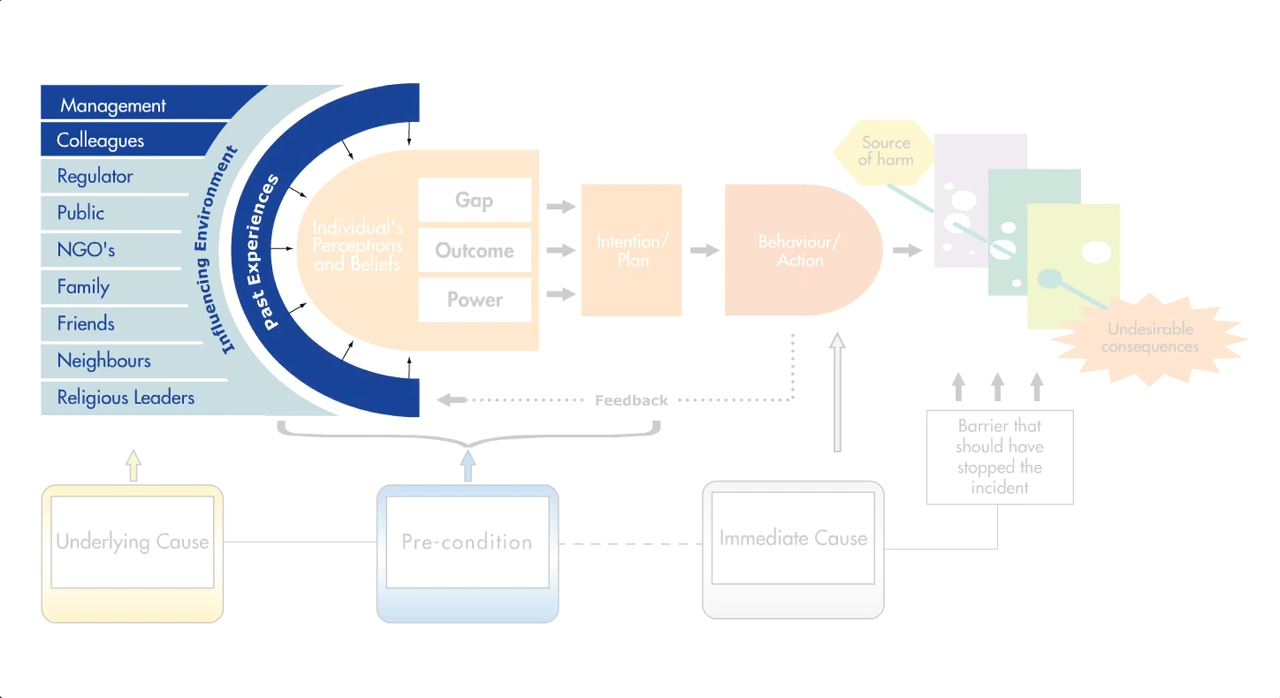 Management
Colleagues
Regulator
Public
NGO's
Family
Friends
Neighbours
Religious Leaders
Influencing Environment
Past Experiences
Individual's
Perceptions
and Beliefs
Gap
Outcome
Power
Intention/
Plan
Behaviour/
Action
Source
of harm
Undesirable
consequences
Feedback
Barrier that
should have
stopped the
incident
Underlying Cause
Pre-condition
Immediate Cause